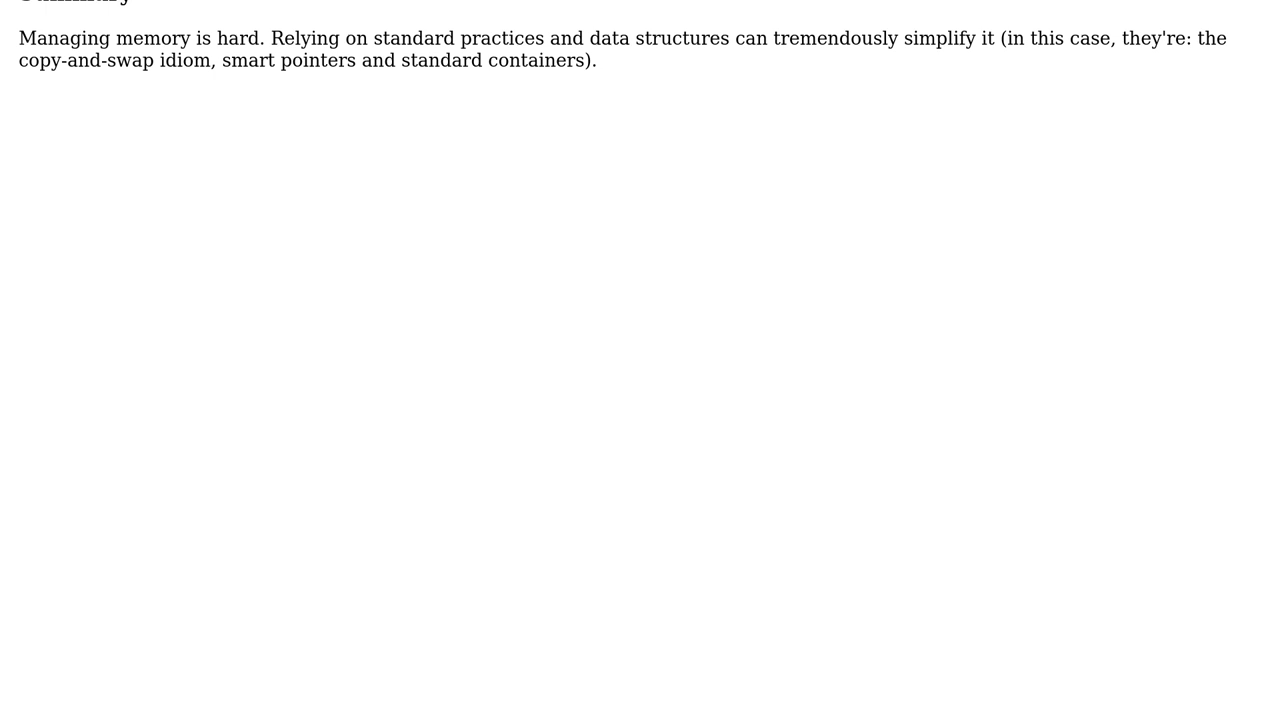 Managing memory is hard. Relying on standard practices and data structures can tremendously simplify it (in this case, they're: the
copy-and-swap idiom, smart pointers and standard containers).